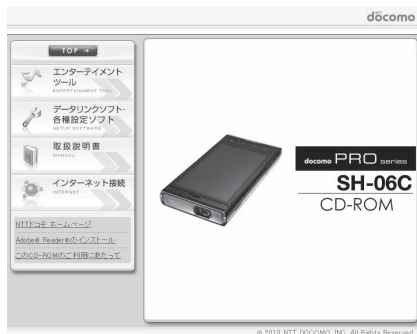 döcomo
TOP →
エンターテイメント
ツール
ENTERTAINMENT TOOL
データリンクソフト・
各種設定ソフト
SETUP SOFTWARE
取扱説明書
MANUAL
インターネット接続
INTERNET
NTTドコモ ホームページ
Adobe® Reader®のインストール
このCD-ROMのご利用にあたって
docomo PRO series
SH-06C
CD-ROM
© 2010 NTT DOCOMO, INC. All Rights Reserved.